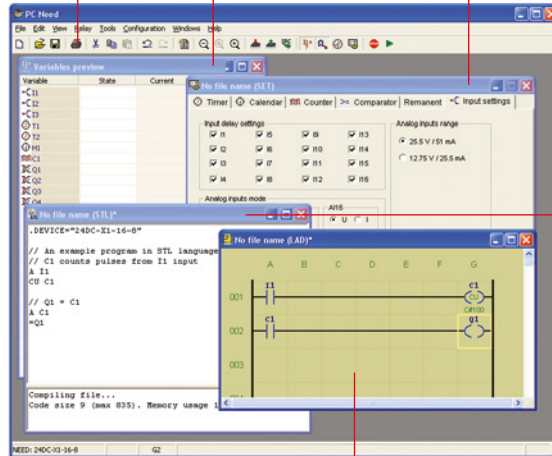 PC Need
File Edit View Relay Tools Configuration Windows Help
Variables preview
Variable State Current
I1
I2
I3
T1
T2
H1
C1
Q1
Q2
Q3
Q4
No file name (SET)
Timer Calendar Counter Comparator Remanent Input settings
Input delay settings
I1 I5 I9 I13
I2 I6 I10 I14
I3 I7 I11 I15
I4 I8 I12 I16
Analog inputs range
25.5 V/51 mA
12.75 V / 25.5 mA
Analog inputs mode
AI16
U I
No file name (STL)*
.DEVICE="24DC-X1-16-8"
// An example program in STL language
// C1 counts pulses from I1 input
A I1
CU C1
// Q1 = C1
A C1
=Q1
Compiling file...
Code size 9 (max 835). Memory usage 1
No file name (LAD)*
A B C D E F G
I1 C1
001 CU
C#100
C1 Q1
002
003
NEED: 24DC-X1-16-8 G2